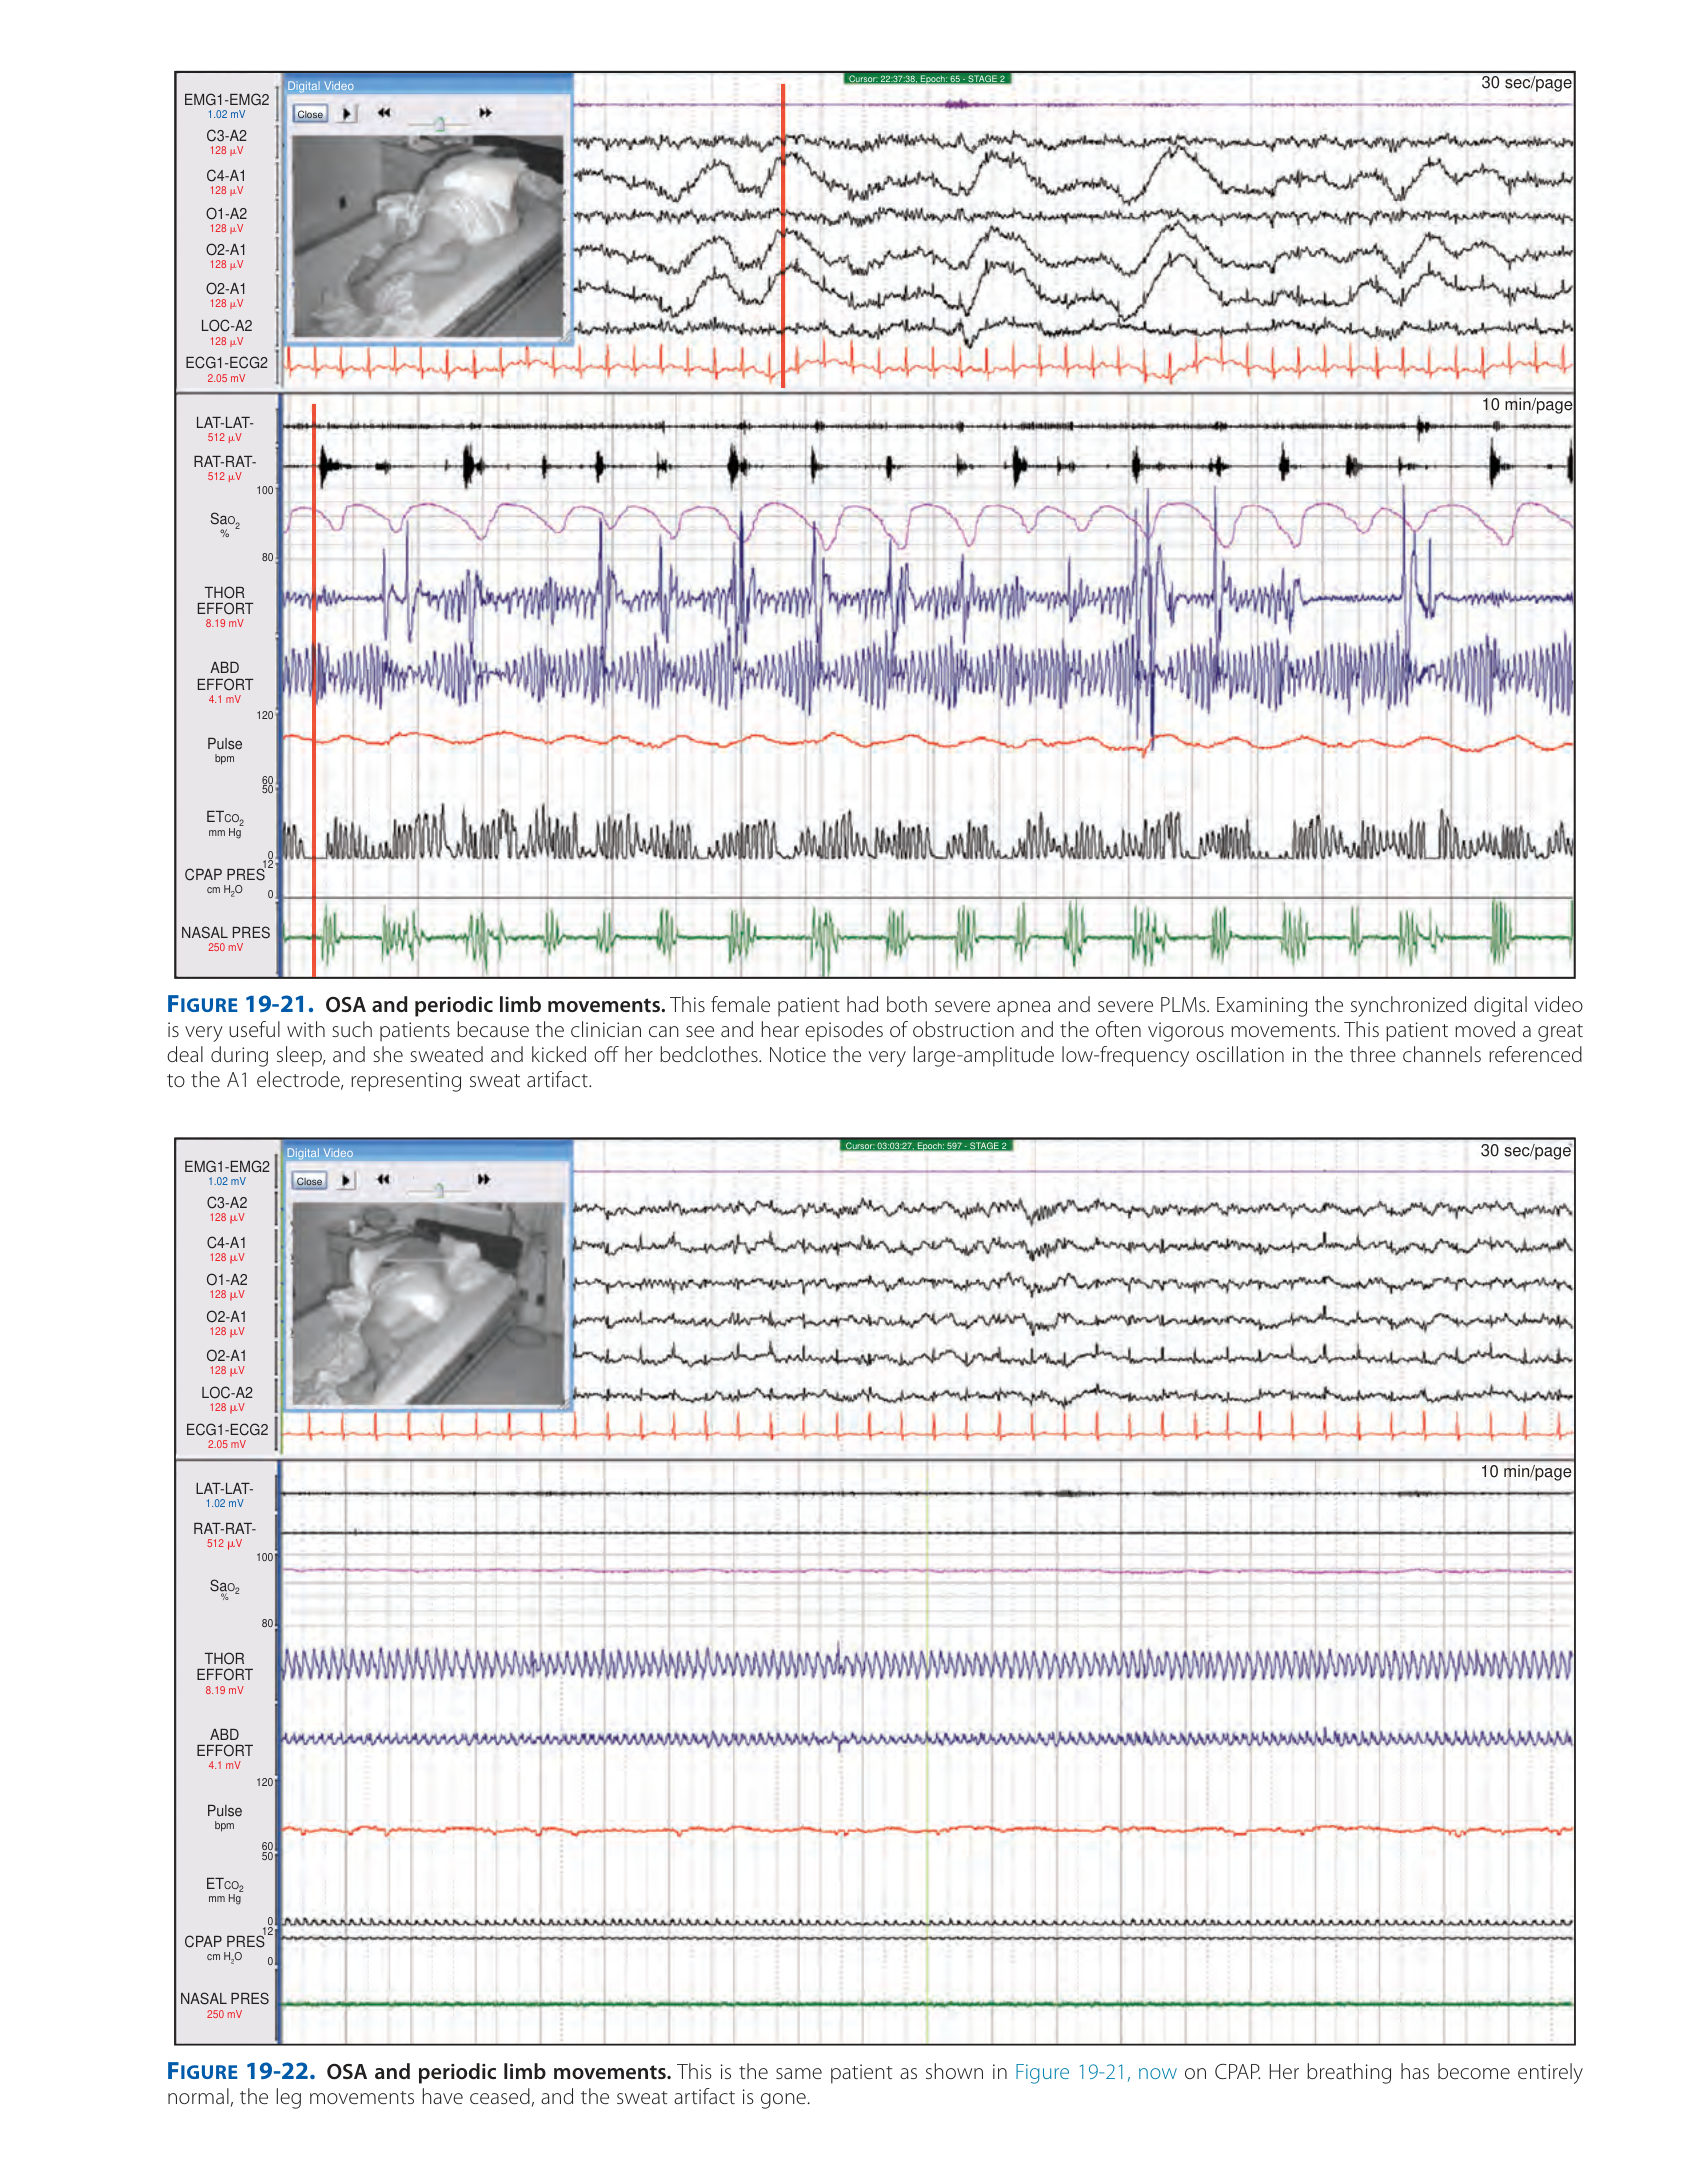 Digital Video
Cursor: 22:37:38, Epoch: 65 - STAGE 2
30 sec/page
Close
EMG1-EMG2
1.02 mV
C3-A2
128 µV
C4-A1
128 µV
O1-A2
128 µV
O2-A1
128 µV
O2-A1
128 µV
LOC-A2
128 µV
ECG1-ECG2
2.05 mV
10 min/page
LAT-LAT-
512 µV
RAT-RAT-
512 µV
100
SaO2
%
80
THOR
EFFORT
8.19 mV
ABD
EFFORT
4.1 mV
120
Pulse
bpm
60
50
ETCO2
mm Hg
0
12
CPAP PRES
cm H2O
0
NASAL PRES
250 mV
FIGURE 19-21. OSA and periodic limb movements. This female patient had both severe apnea and severe PLMs. Examining the synchronized digital video
is very useful with such patients because the clinician can see and hear episodes of obstruction and the often vigorous movements. This patient moved a great
deal during sleep, and she sweated and kicked off her bedclothes. Notice the very large-amplitude low-frequency oscillation in the three channels referenced
to the A1 electrode, representing sweat artifact.
Digital Video
Cursor: 03:03:27, Epoch: 597 - STAGE 2
30 sec/page
Close
EMG1-EMG2
1.02 mV
C3-A2
128 µV
C4-A1
128 µV
O1-A2
128 µV
O2-A1
128 µV
O2-A1
128 µV
LOC-A2
128 µV
ECG1-ECG2
2.05 mV
10 min/page
LAT-LAT-
1.02 mV
RAT-RAT-
512 µV
100
SaO2
%
80
THOR
EFFORT
8.19 mV
ABD
EFFORT
4.1 mV
120
Pulse
bpm
60
50
ETCO2
mm Hg
0
12
CPAP PRES
cm H2O
0
NASAL PRES
250 mV
FIGURE 19-22. OSA and periodic limb movements. This is the same patient as shown in Figure 19-21, now on CPAP. Her breathing has become entirely
normal, the leg movements have ceased, and the sweat artifact is gone.